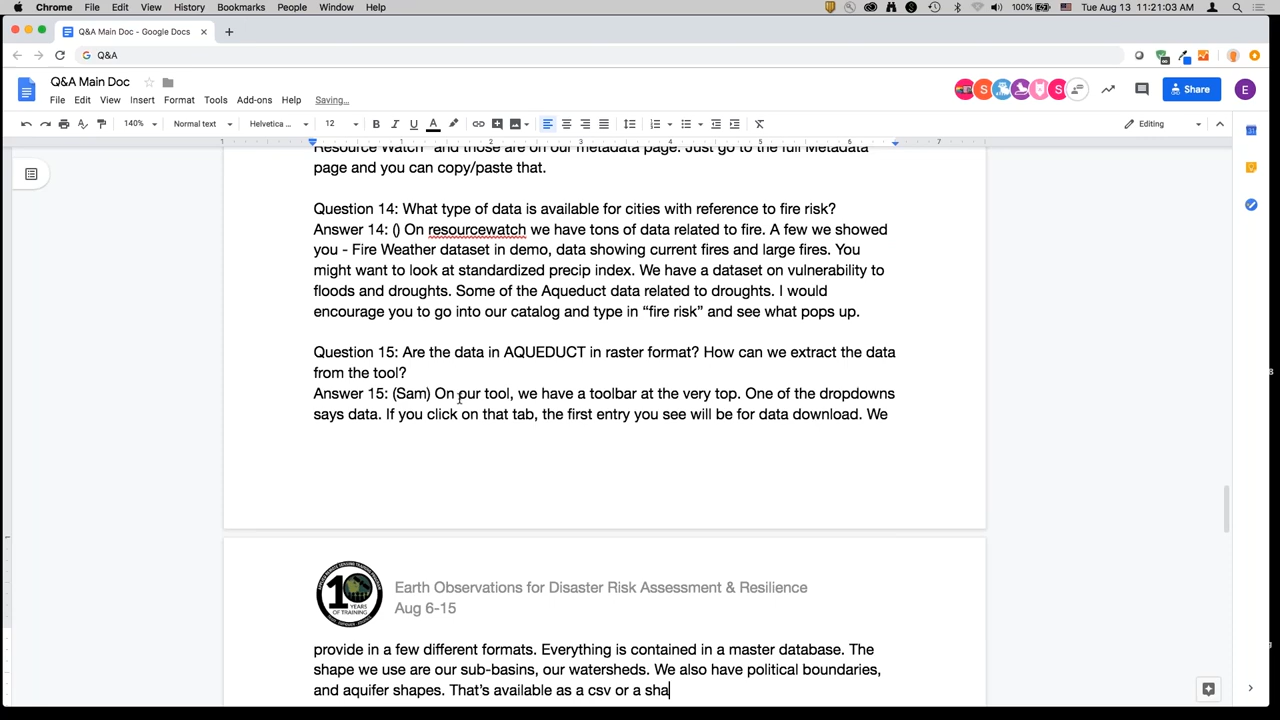 Chrome File Edit View History Bookmarks People Window Help 100% Tue Aug 13 11:21:03 AM
Q&A Main Doc - Google Docs
Q&A
Q&A Main Doc
S S Share E
File Edit View Insert Format Tools Add-ons Help Saving...
140% Normal text Helvetica ... 12 B I U A Editing
1 1 2 3 4 5 6 7
Resource Watch and those are on our metadata page. Just go to the full Metadata
page and you can copy/paste that.
Question 14: What type of data is available for cities with reference to fire risk?
Answer 14: () On resourcewatch we have tons of data related to fire. A few we showed
you - Fire Weather dataset in demo, data showing current fires and large fires. You
might want to look at standardized precip index. We have a dataset on vulnerability to
floods and droughts. Some of the Aqueduct data related to droughts. I would
encourage you to go into our catalog and type in “fire risk” and see what pops up.
Question 15: Are the data in AQUEDUCT in raster format? How can we extract the data
from the tool?
Answer 15: (Sam) On our tool, we have a toolbar at the very top. One of the dropdowns
says data. If you click on that tab, the first entry you see will be for data download. We
10
YEARS
OF TRAINING
Earth Observations for Disaster Risk Assessment & Resilience
Aug 6-15
provide in a few different formats. Everything is contained in a master database. The
shape we use are our sub-basins, our watersheds. We also have political boundaries,
and aquifer shapes. That’s available as a csv or a sha